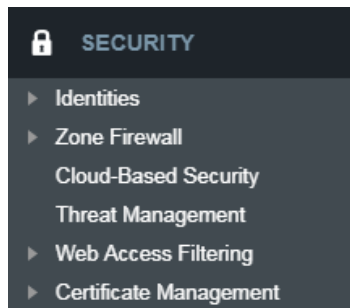 SECURITY
Identities
Zone Firewall
Cloud-Based Security
Threat Management
Web Access Filtering
Certificate Management